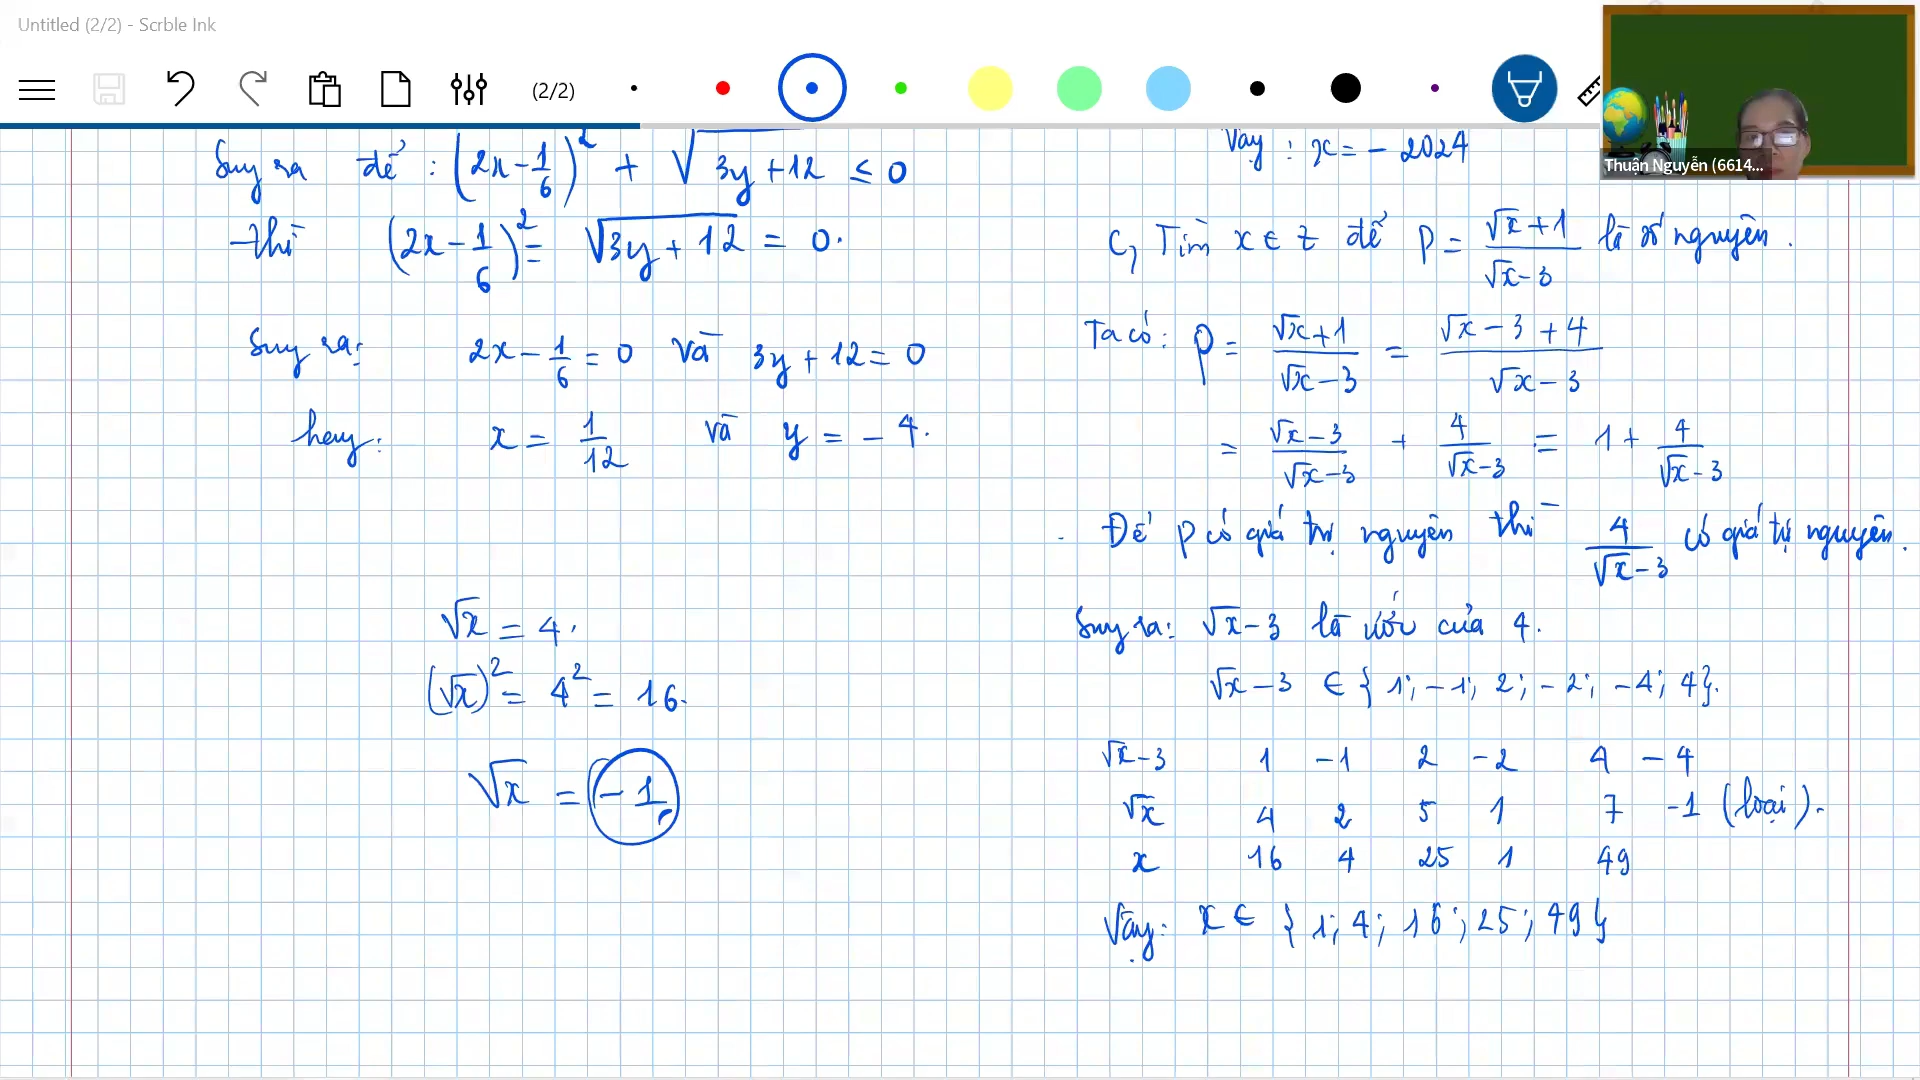 Untitled (2/2) - Scrble Ink
(2/2)
Thuận Nguyễn (6614...
Suy ra để : (2x - 1/6)² + √(3y + 12) ≤ 0
thì (2x - 1/6)² = √(3y + 12) = 0.
Suy ra: 2x - 1/6 = 0 và 3y + 12 = 0
hay: x = 1/12 và y = - 4.
√x = 4.
(√x)² = 4² = 16.
√x = -1
Vậy : x = - 2024
c, Tìm x ∈ Z để P = (√x + 1)/(√x - 3) là số nguyên.
Ta có: P = (√x + 1)/(√x - 3) = (√x - 3 + 4)/(√x - 3)
= (√x - 3)/(√x - 3) + 4/(√x - 3) = 1 + 4/(√x - 3)
Để P có giá trị nguyên thì 4/(√x - 3) có giá trị nguyên.
Suy ra: √x - 3 là ước của 4.
√x - 3 ∈ { 1; -1; 2; -2; -4; 4}.
√x - 3 1 -1 2 -2 4 -4
√x 4 2 5 1 7 -1 (loại).
x 16 4 25 1 49
Vậy: x ∈ { 1; 4; 16; 25; 49}